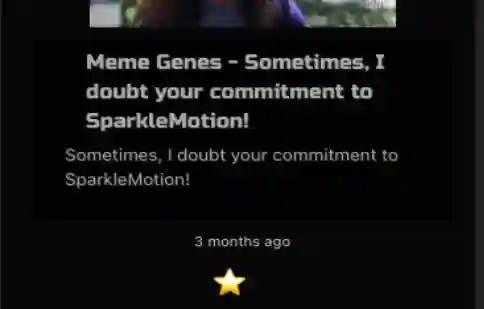 Meme Genes - Sometimes, I
doubt your commitment to
SparkleMotion!
Sometimes, I doubt your commitment to
SparkleMotion!
3 months ago